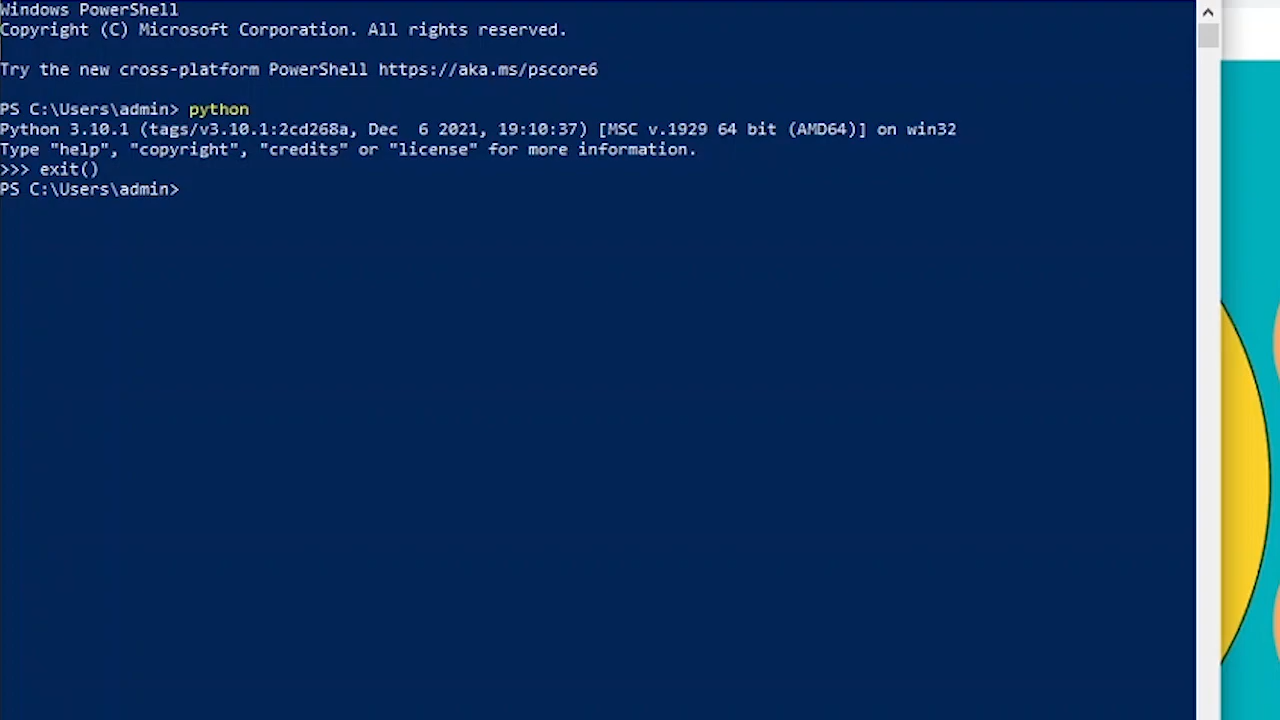 Windows PowerShell
Copyright (C) Microsoft Corporation. All rights reserved.
Try the new cross-platform PowerShell https://aka.ms/pscore6
PS C:\Users\admin> python
Python 3.10.1 (tags/v3.10.1:2cd268a, Dec  6 2021, 19:10:37) [MSC v.1929 64 bit (AMD64)] on win32
Type "help", "copyright", "credits" or "license" for more information.
>>> exit()
PS C:\Users\admin>